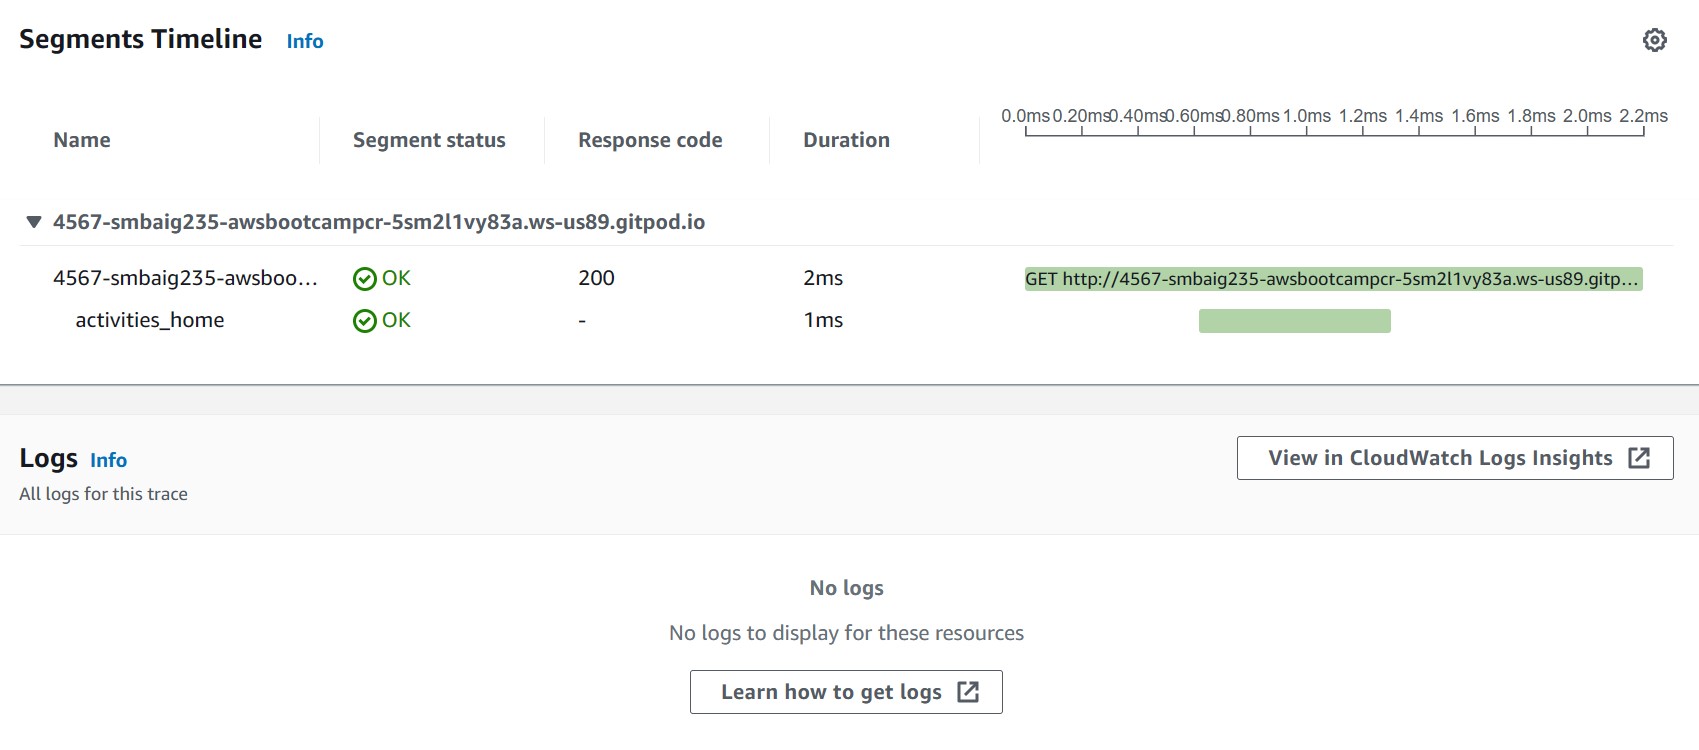 Segments Timeline Info
0.0ms 0.20ms 0.40ms 0.60ms 0.80ms 1.0ms 1.2ms 1.4ms 1.6ms 1.8ms 2.0ms 2.2ms
Name Segment status Response code Duration
4567-smbaig235-awsbootcampcr-5sm2l1vy83a.ws-us89.gitpod.io
4567-smbaig235-awsboo... OK 200 2ms GET http://4567-smbaig235-awsbootcampcr-5sm2l1vy83a.ws-us89.gitp...
activities_home OK - 1ms
Logs Info
View in CloudWatch Logs Insights
All logs for this trace
No logs
No logs to display for these resources
Learn how to get logs